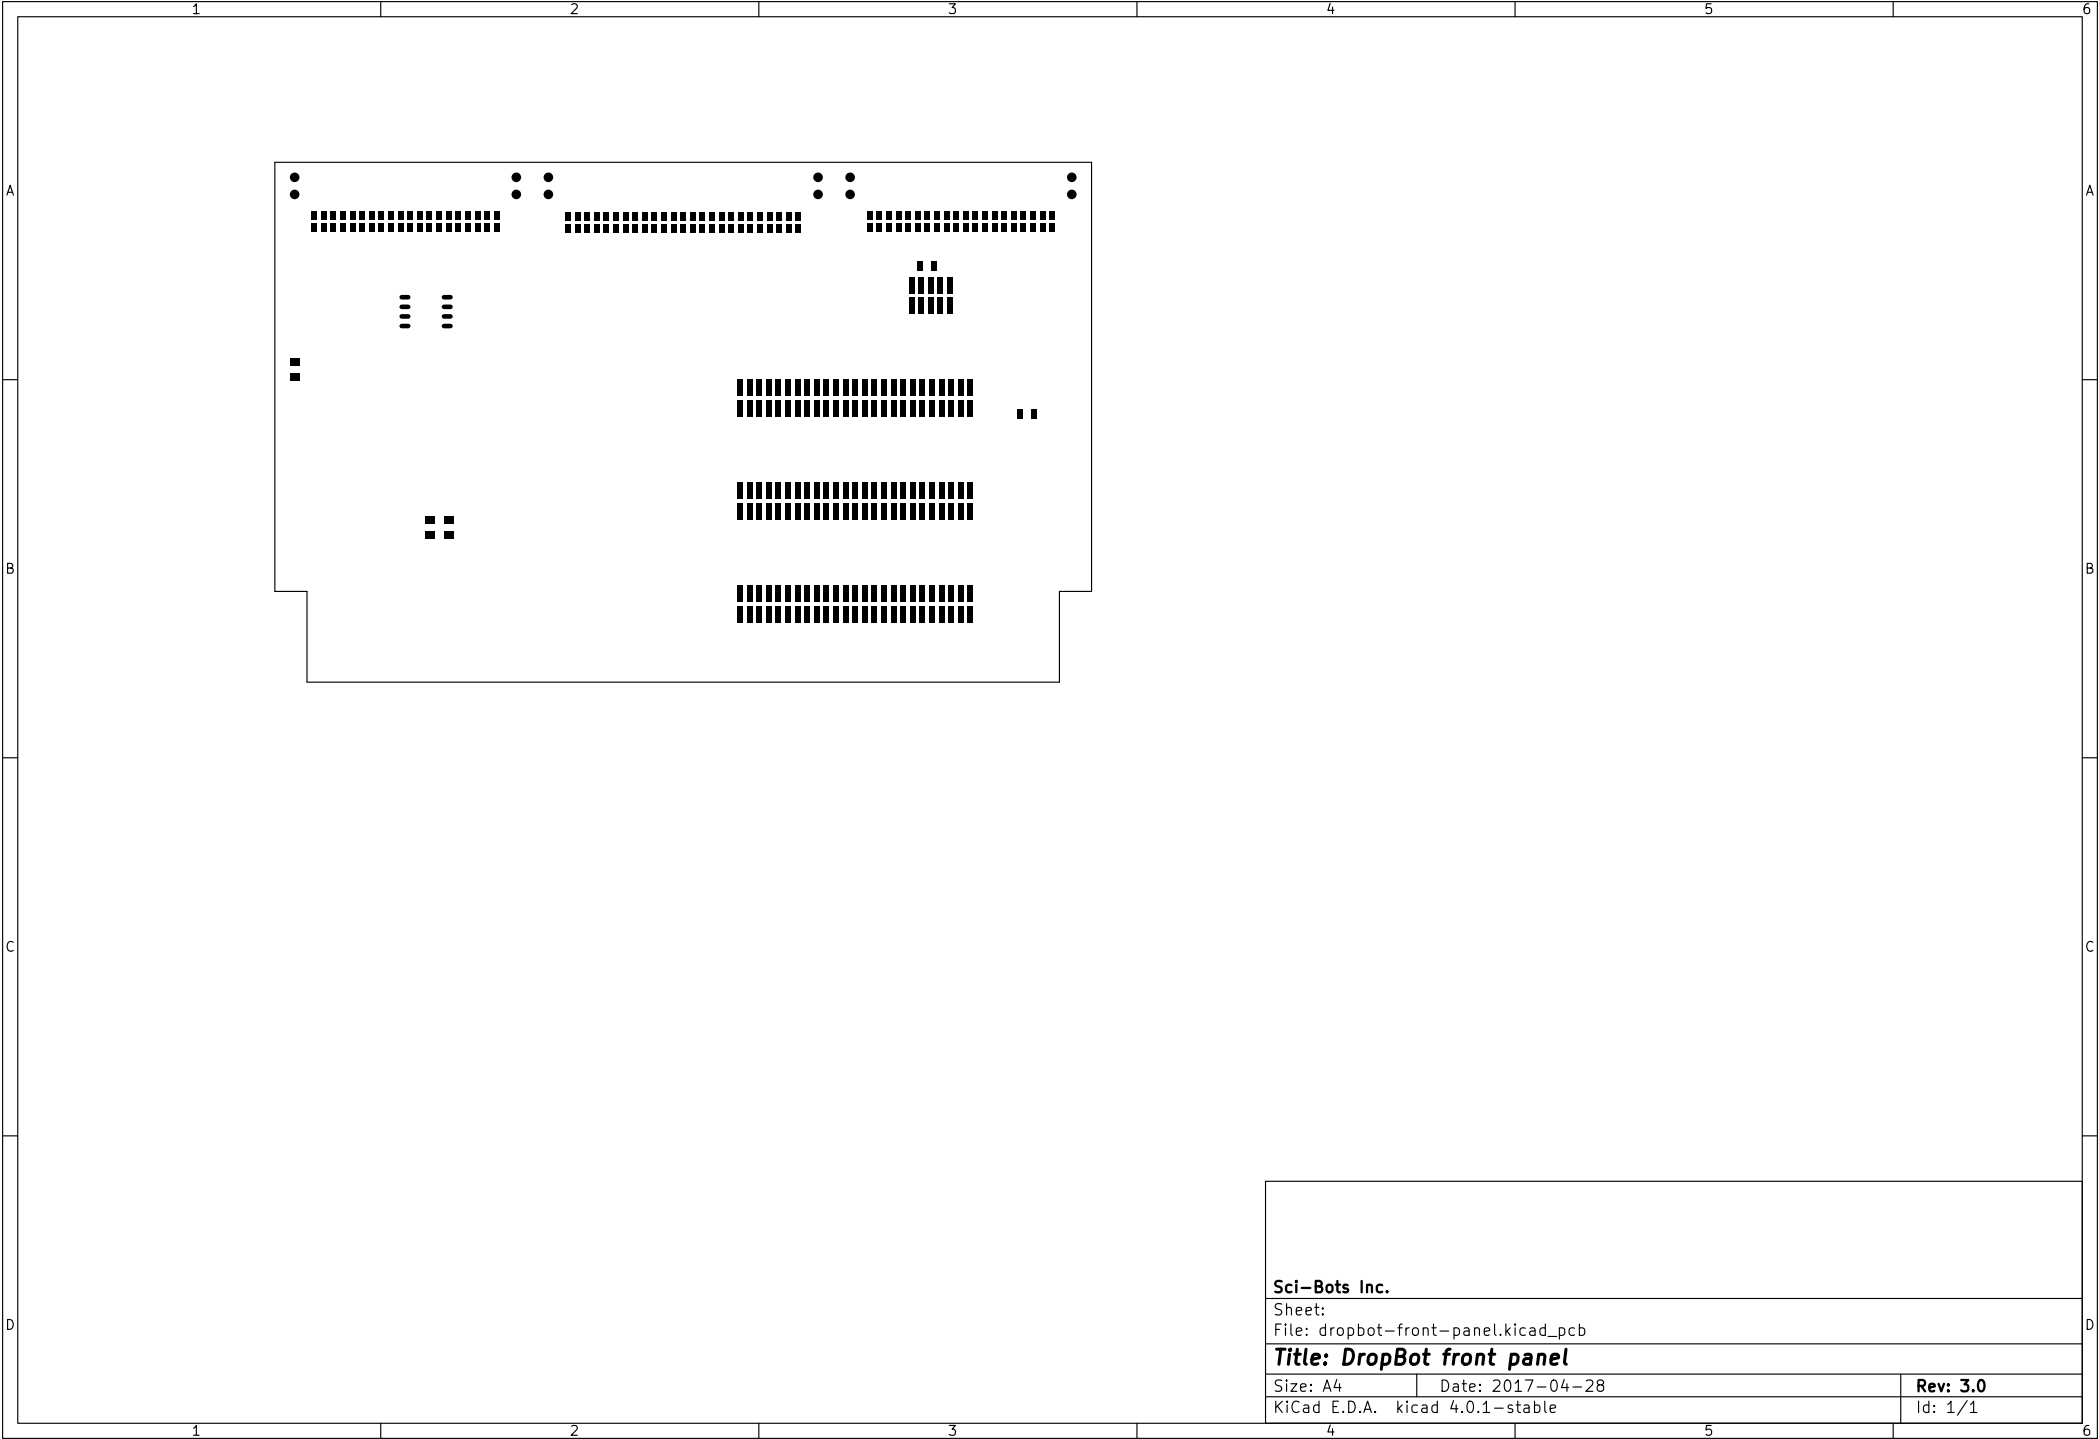 1 2 3 4 5 6
A A
B B
C C
Sci-Bots Inc.
Sheet:
File: dropbot-front-panel.kicad_pcb
D D
Title: DropBot front panel
Size: A4 Date: 2017-04-28 Rev: 3.0
KiCad E.D.A. kicad 4.0.1-stable Id: 1/1
1 2 3 4 5 6